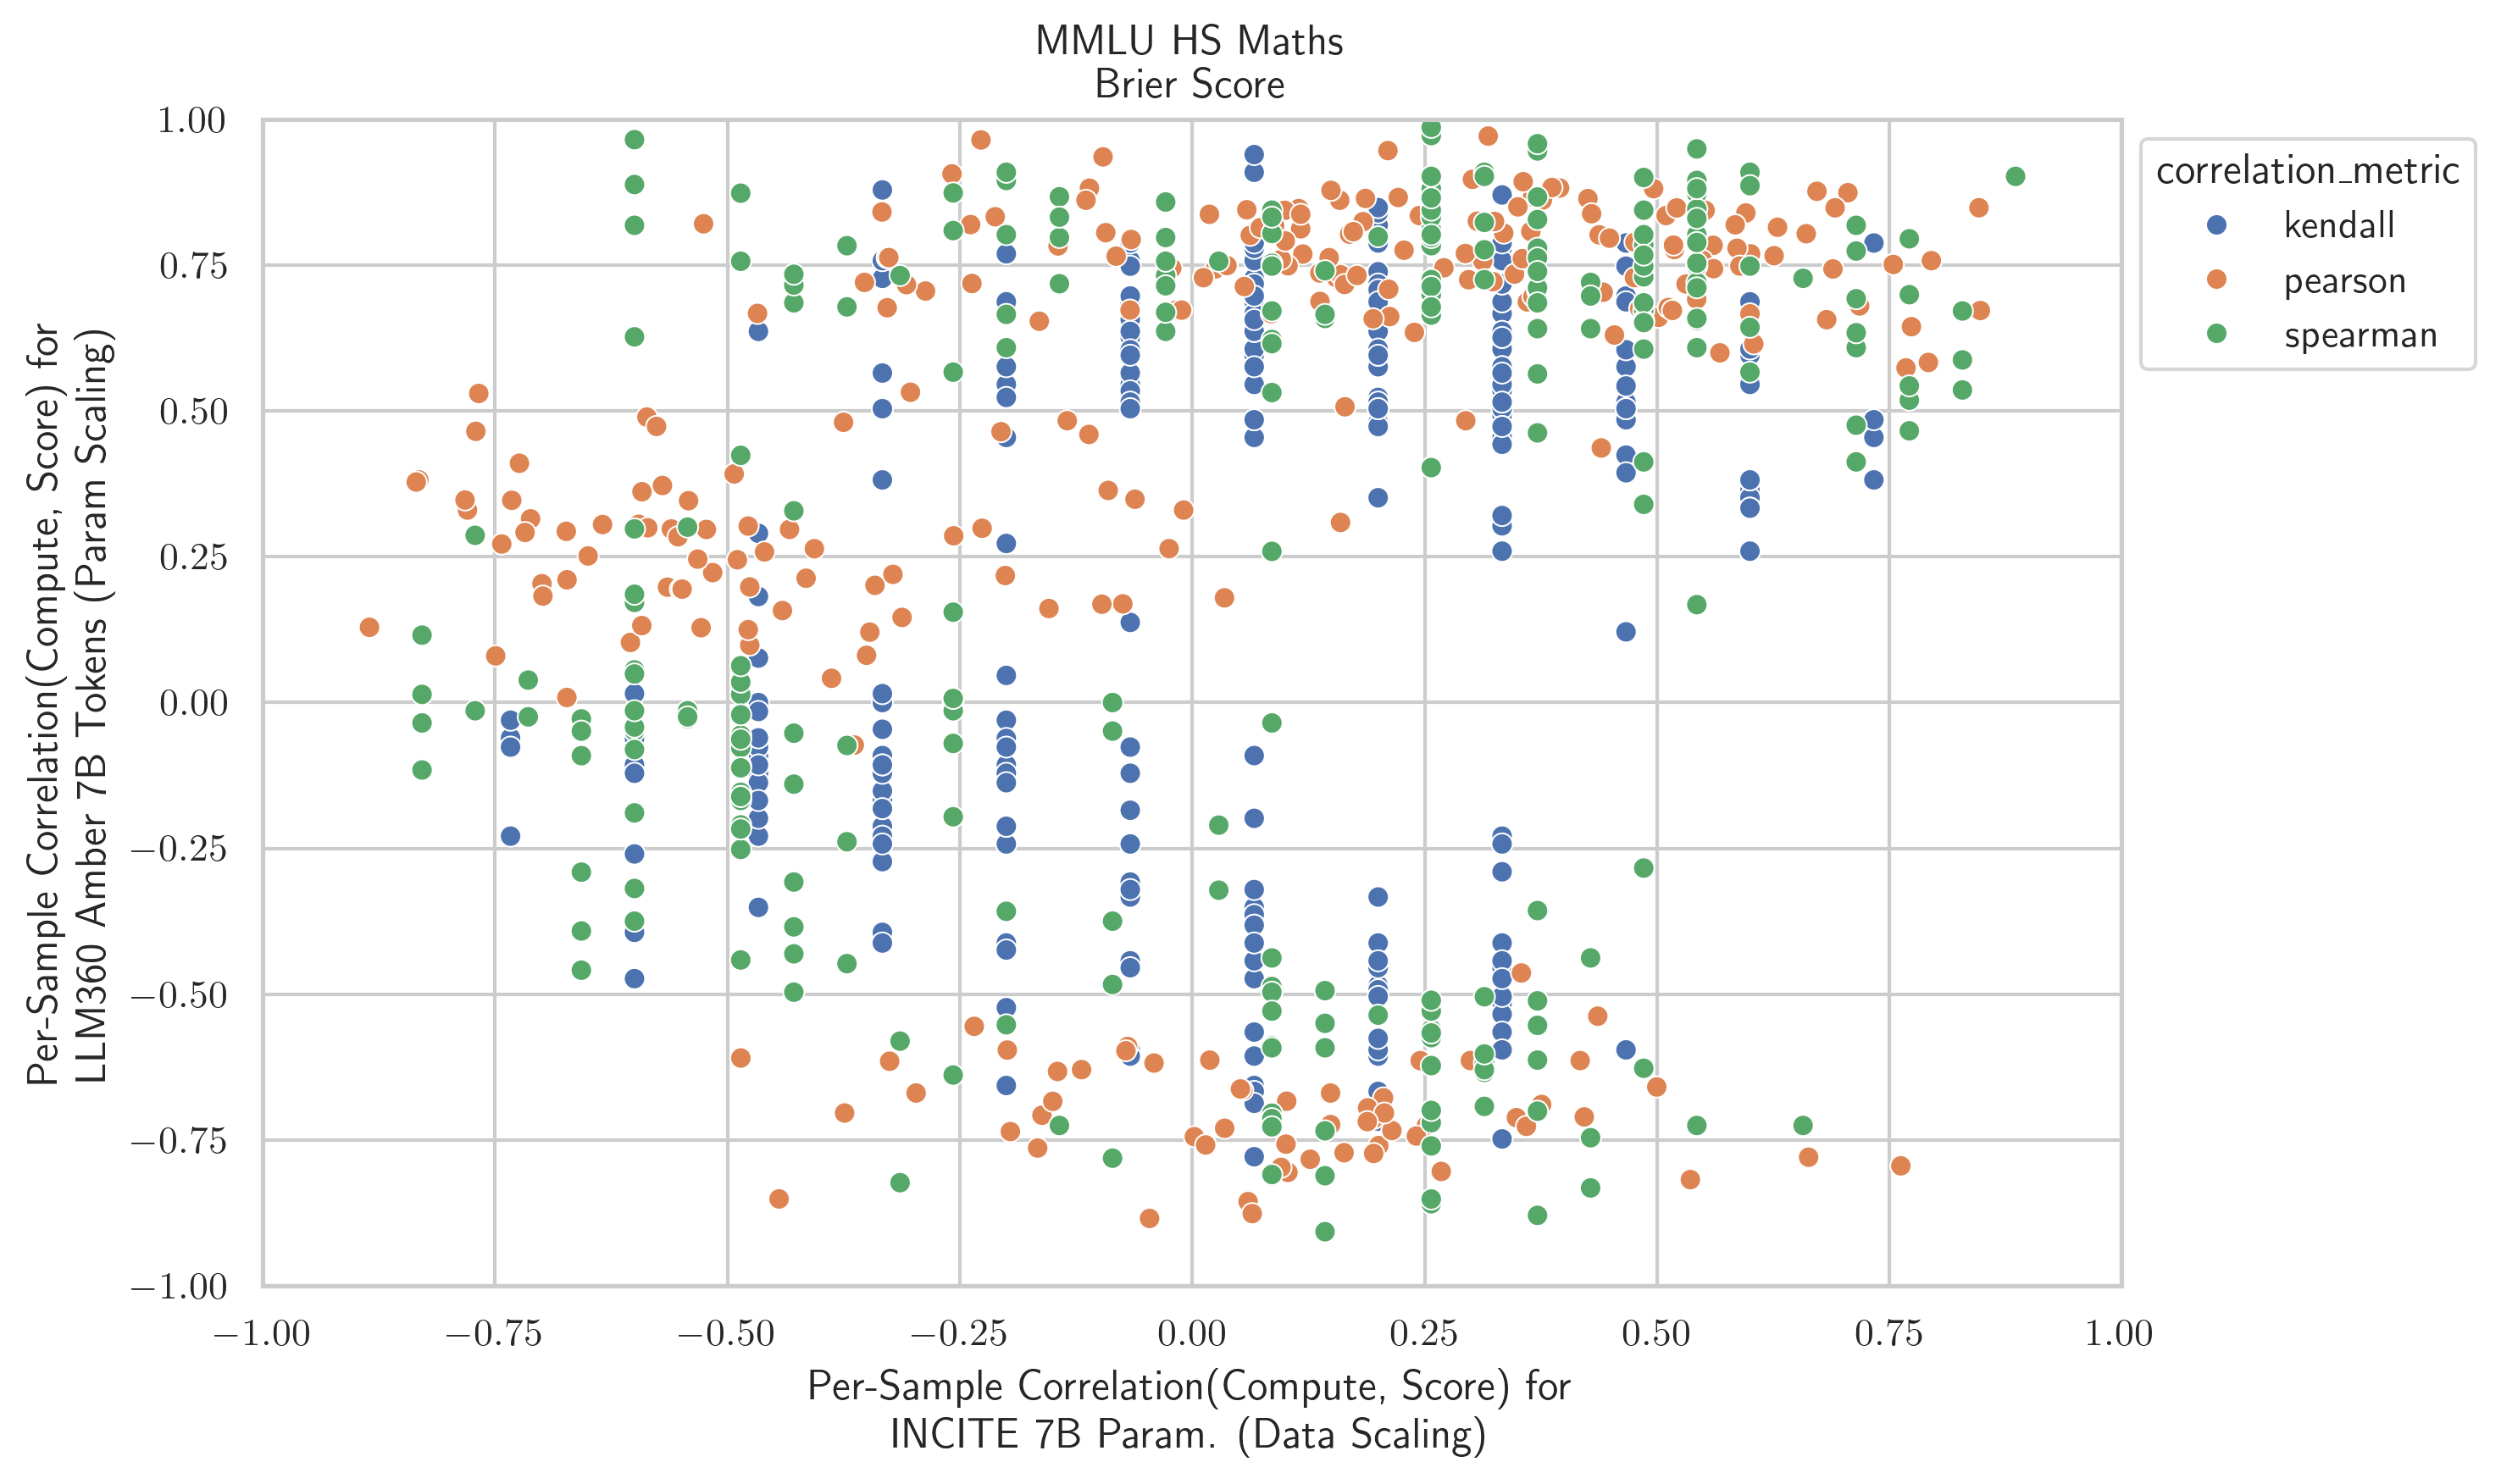 MMLU HS Maths
Brier Score
Per-Sample Correlation(Compute, Score) for
LLM360 Amber 7B Tokens (Param Scaling)
1.00
0.75
0.50
0.25
0.00
−0.25
−0.50
−0.75
−1.00
correlation_metric
kendall
pearson
spearman
−1.00 −0.75 −0.50 −0.25 0.00 0.25 0.50 0.75 1.00
Per-Sample Correlation(Compute, Score) for
INCITE 7B Param. (Data Scaling)